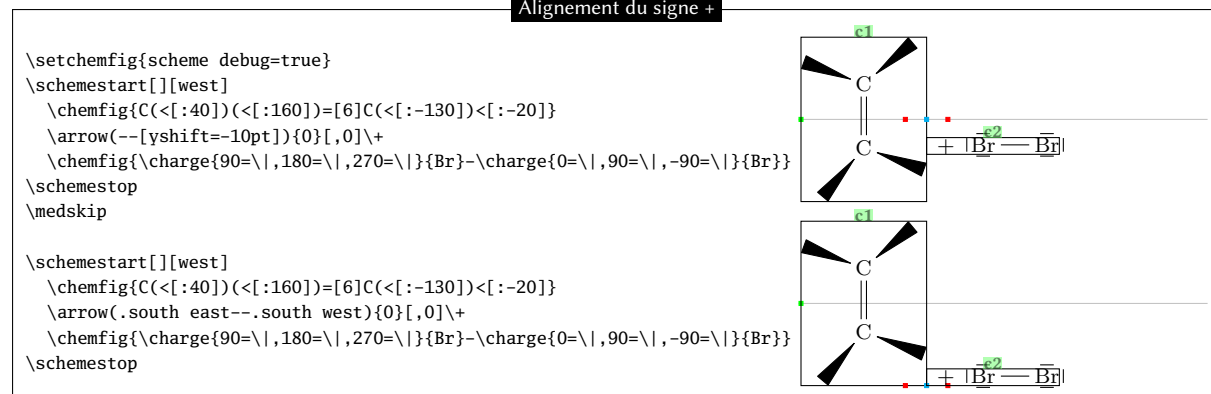 Alignement du signe +
\setchemfig{scheme debug=true}
\schemestart[][west]
\chemfig{C(<[:40])(<[:160])=[6]C(<[:-130])<[:-20]}
\arrow(--[yshift=-10pt]){0}[,0]\+
\chemfig{\charge{90=\|,180=\|,270=\|}{Br}-\charge{0=\|,90=\|,-90=\|}{Br}}
\schemestop
\medskip
\schemestart[][west]
\chemfig{C(<[:40])(<[:160])=[6]C(<[:-130])<[:-20]}
\arrow(.south east--.south west){0}[,0]\+
\chemfig{\charge{90=\|,180=\|,270=\|}{Br}-\charge{0=\|,90=\|,-90=\|}{Br}}
\schemestop
c1
C
C
c2
+ Br Br
c1
C
C
c2
+ Br Br